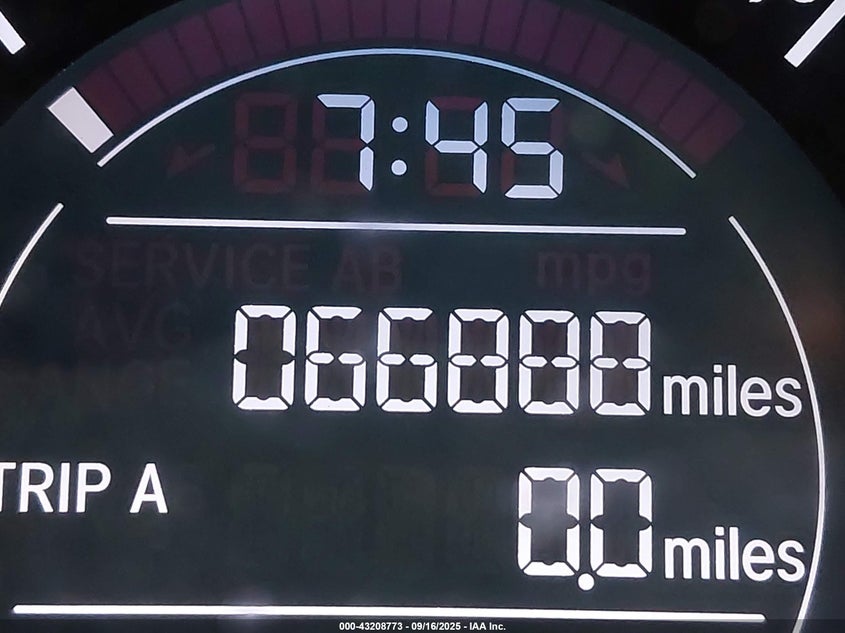 7:45
SERVICE AB mpg
AVG
066888 miles
TRIP A 0.0 miles
000-43208773 - 09/16/2025 - IAA Inc.